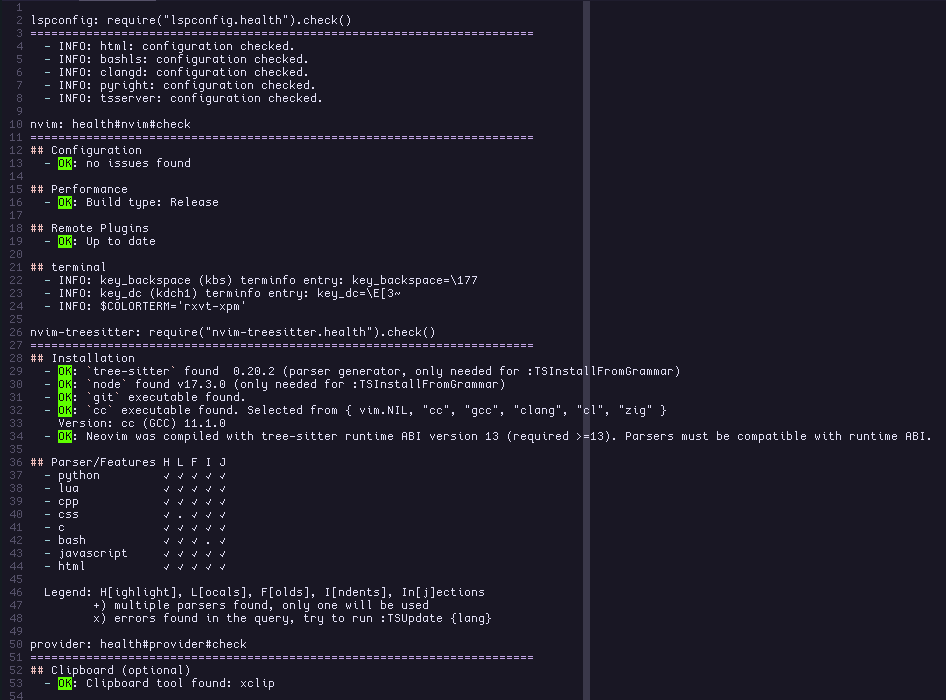 1
2 lspconfig: require("lspconfig.health").check()
3 ========================================================================
4   - INFO: html: configuration checked.
5   - INFO: bashls: configuration checked.
6   - INFO: clangd: configuration checked.
7   - INFO: pyright: configuration checked.
8   - INFO: tsserver: configuration checked.
9
10 nvim: health#nvim#check
11 ========================================================================
12 ## Configuration
13   - OK: no issues found
14
15 ## Performance
16   - OK: Build type: Release
17
18 ## Remote Plugins
19   - OK: Up to date
20
21 ## terminal
22   - INFO: key_backspace (kbs) terminfo entry: key_backspace=\177
23   - INFO: key_dc (kdch1) terminfo entry: key_dc=\E[3~
24   - INFO: $COLORTERM='rxvt-xpm'
25
26 nvim-treesitter: require("nvim-treesitter.health").check()
27 ========================================================================
28 ## Installation
29   - OK: `tree-sitter` found  0.20.2 (parser generator, only needed for :TSInstallFromGrammar)
30   - OK: `node` found v17.3.0 (only needed for :TSInstallFromGrammar)
31   - OK: `git` executable found.
32   - OK: `cc` executable found. Selected from { vim.NIL, "cc", "gcc", "clang", "cl", "zig" }
33     Version: cc (GCC) 11.1.0
34   - OK: Neovim was compiled with tree-sitter runtime ABI version 13 (required >=13). Parsers must be compatible with runtime ABI.
35
36 ## Parser/Features H L F I J
37   - python         ✓ ✓ ✓ ✓ ✓
38   - lua            ✓ ✓ ✓ ✓ ✓
39   - cpp            ✓ ✓ ✓ ✓ ✓
40   - css            ✓ . ✓ ✓ ✓
41   - c              ✓ ✓ ✓ ✓ ✓
42   - bash           ✓ ✓ ✓ . ✓
43   - javascript     ✓ ✓ ✓ ✓ ✓
44   - html           ✓ ✓ ✓ ✓ ✓
45
46   Legend: H[ighlight], L[ocals], F[olds], I[ndents], In[j]ections
47          +) multiple parsers found, only one will be used
48          x) errors found in the query, try to run :TSUpdate {lang}
49
50 provider: health#provider#check
51 ========================================================================
52 ## Clipboard (optional)
53   - OK: Clipboard tool found: xclip
54